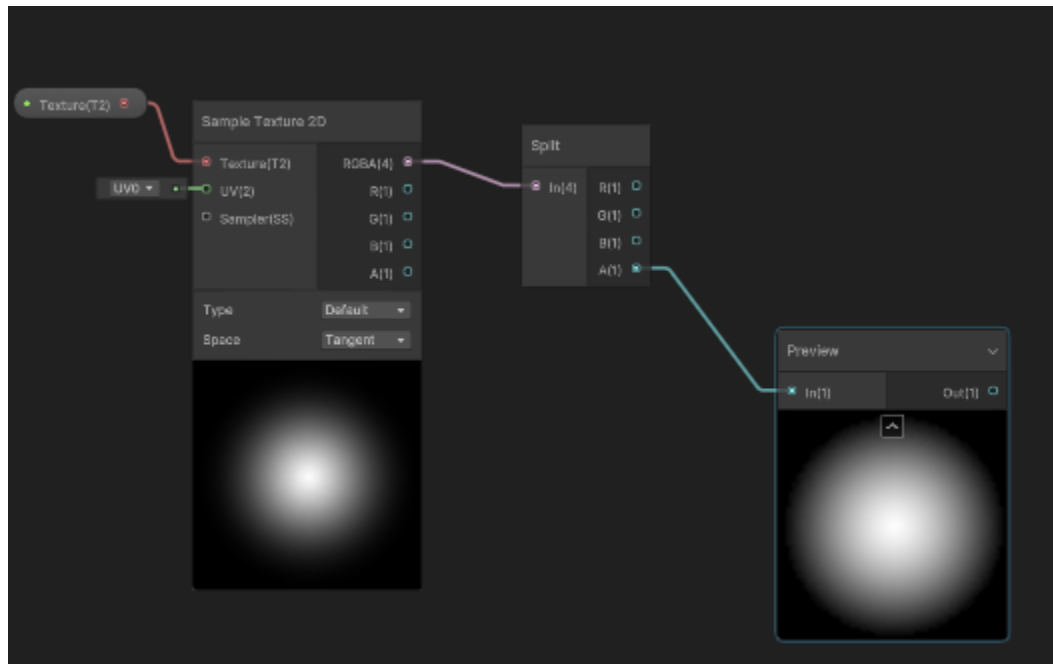 Texture(T2)
Sample Texture 2D
Texture(T2)
RGBA(4)
UV0
UV(2)
R(1)
Sampler(SS)
G(1)
B(1)
A(1)
Type
Default
Space
Tangent
Split
In(4)
R(1)
G(1)
B(1)
A(1)
Preview
In(1)
Out(1)